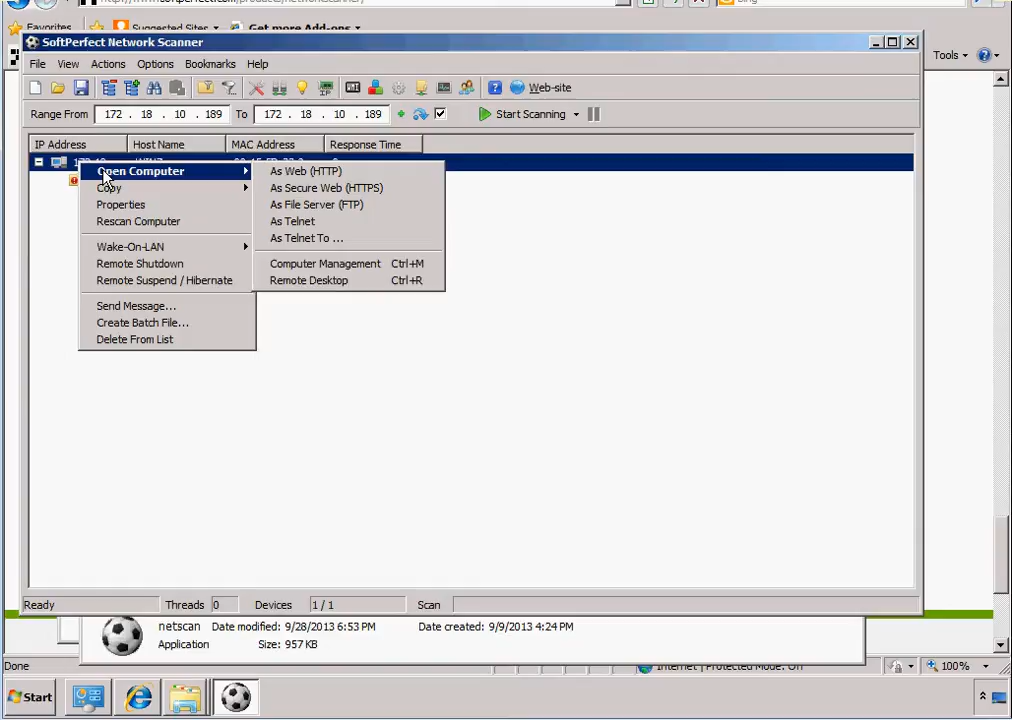 Favorites Suggested Sites Get more Add-ons
SoftPerfect Network Scanner
File View Actions Options Bookmarks Help
Tools
Web-site
Range From 172 . 18 . 10 . 189 To 172 . 18 . 10 . 189 Start Scanning
IP Address Host Name MAC Address Response Time
Open Computer
Copy
Properties
Rescan Computer
Wake-On-LAN
Remote Shutdown
Remote Suspend / Hibernate
Send Message...
Create Batch File...
Delete From List
As Web (HTTP)
As Secure Web (HTTPS)
As File Server (FTP)
As Telnet
As Telnet To ...
Computer Management Ctrl+M
Remote Desktop Ctrl+R
Ready Threads 0 Devices 1 / 1 Scan
netscan Date modified: 9/28/2013 6:53 PM Date created: 9/9/2013 4:24 PM
Application Size: 957 KB
Done Internet | Protected Mode: On 100%
Start